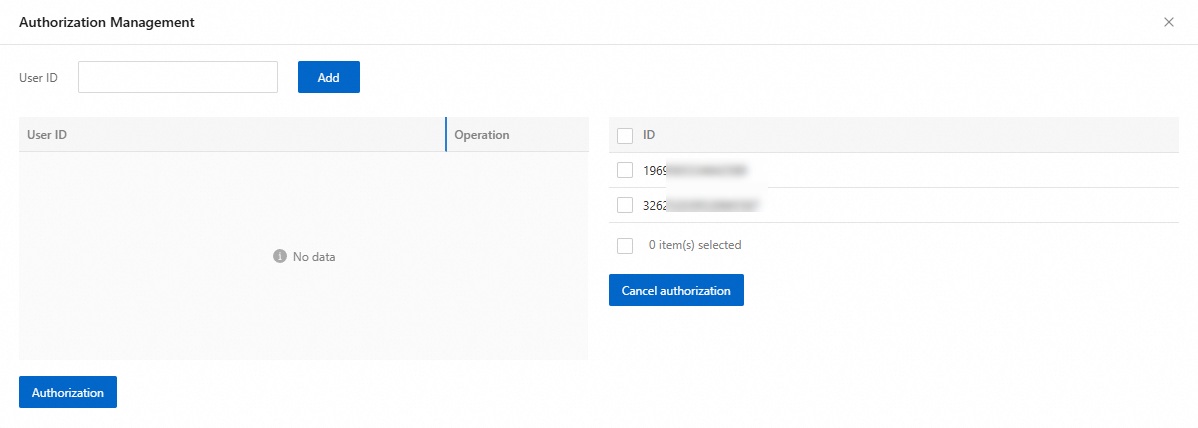 Authorization Management
User ID
Add
User ID Operation
No data
Authorization
ID
1969
3262
0 item(s) selected
Cancel authorization